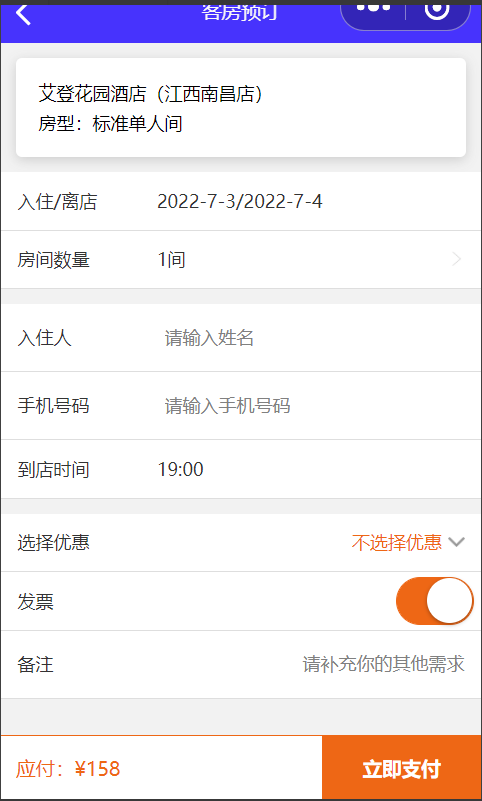 客房预订
艾登花园酒店（江西南昌店）
房型：标准单人间
入住/离店 2022-7-3/2022-7-4
房间数量 1间
入住人 请输入姓名
手机号码 请输入手机号码
到店时间 19:00
选择优惠 不选择优惠
发票
备注 请补充你的其他需求
应付：¥158 立即支付